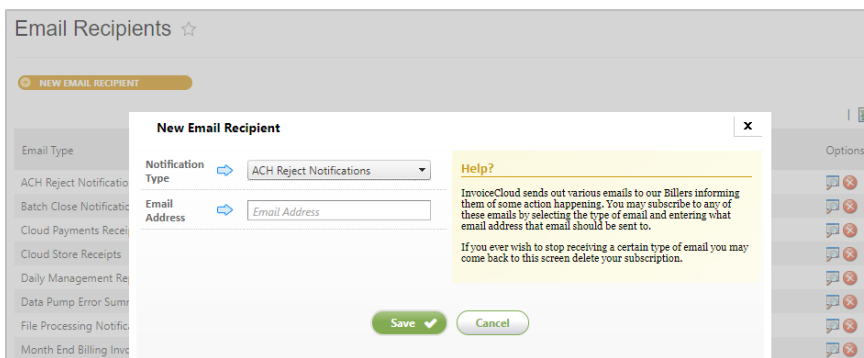 Email Recipients
NEW EMAIL RECIPIENT
New Email Recipient
x
Email Type
Options
Notification
Type
ACH Reject Notifications
Email
Address
Email Address
Help?
InvoiceCloud sends out various emails to our Billers informing
them of some action happening. You may subscribe to any of
these emails by selecting the type of email and entering what
email address that email should be sent to.
If you ever wish to stop receiving a certain type of email you may
come back to this screen delete your subscription.
Save
Cancel
ACH Reject Notificatio
Batch Close Notificatic
Cloud Payments Recei
Cloud Store Receipts
Daily Management Re
Data Pump Error Sumr
File Processing Notific
Month End Billing Invo